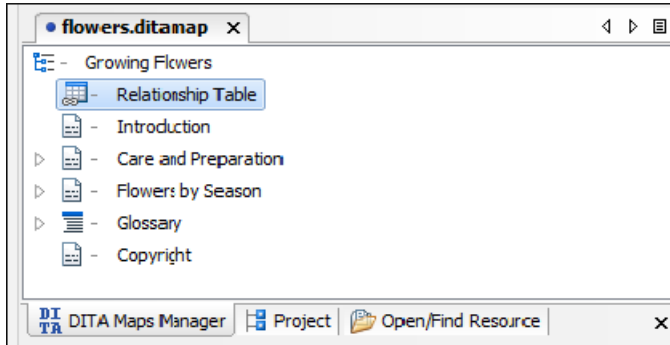 flowers.ditamap X
Growing Flowers
Relationship Table
Introduction
Care and Preparation
Flowers by Season
Glossary
Copyright
DITA DITA Maps Manager Project Open/Find Resource X